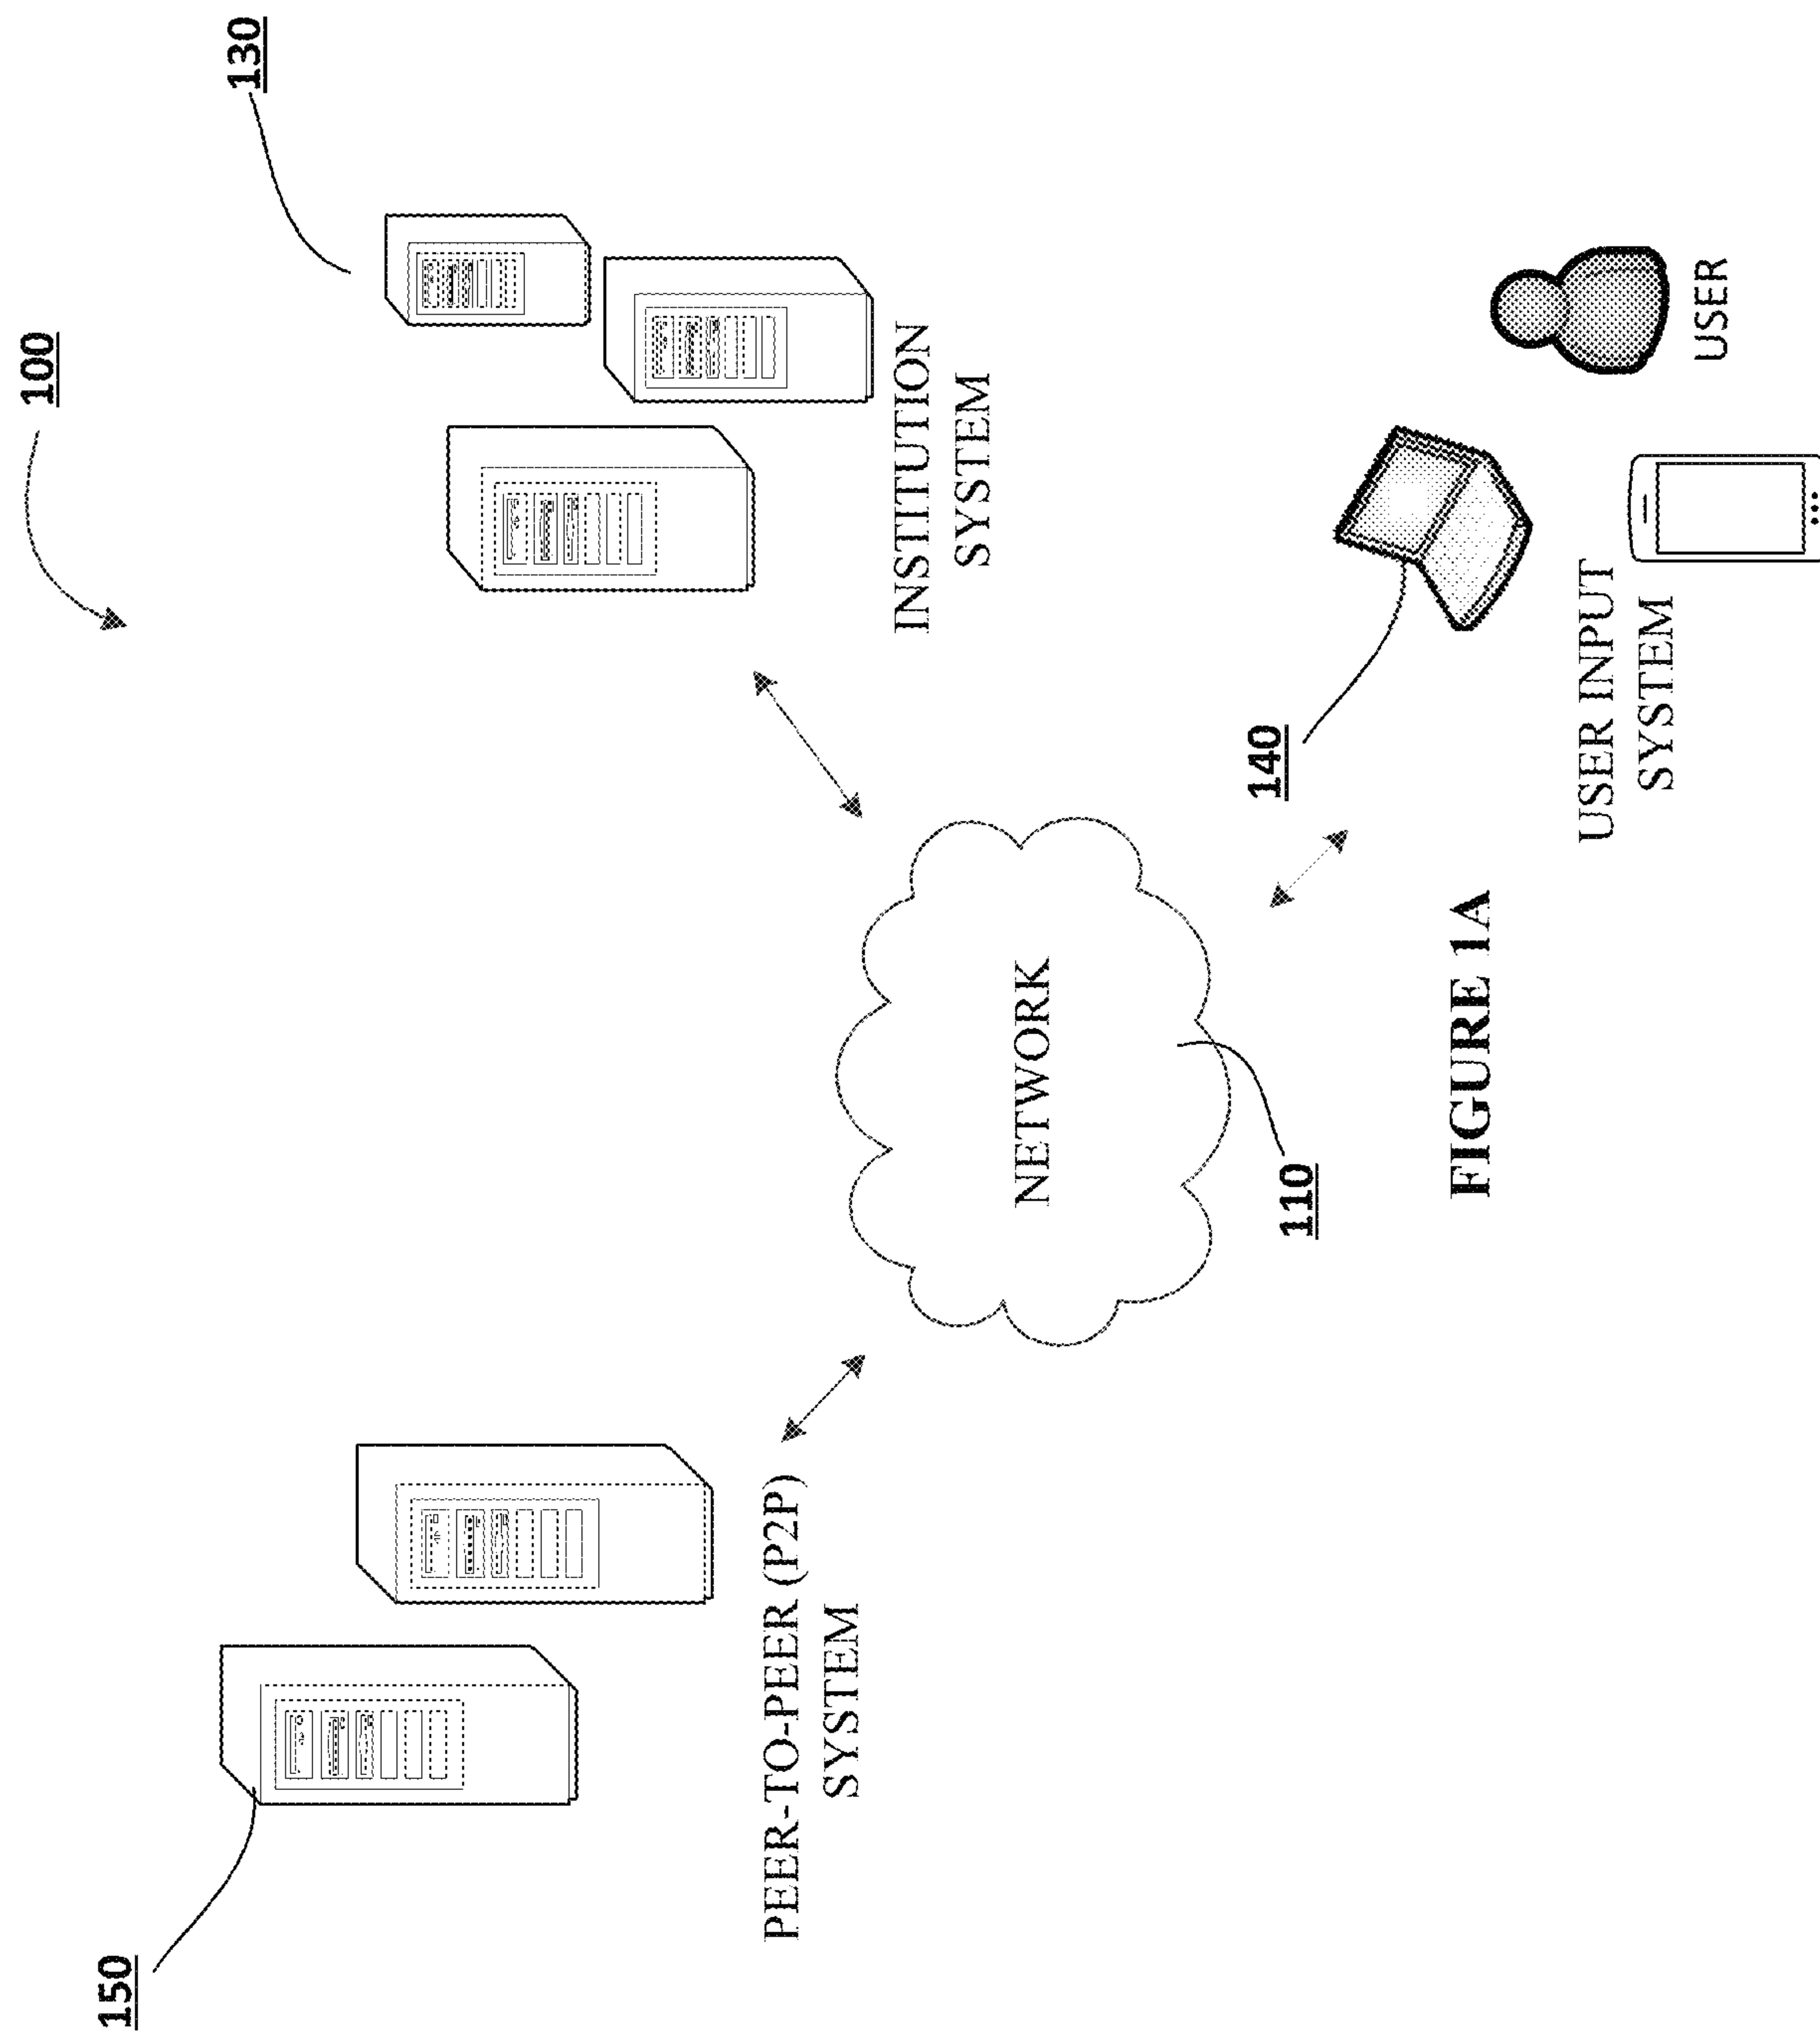 100
130
150
INSTITUTION
SYSTEM
PEER-TO-PEER (P2P)
SYSTEM
NETWORK
110
140
USER INPUT
SYSTEM
USER
FIGURE 1A